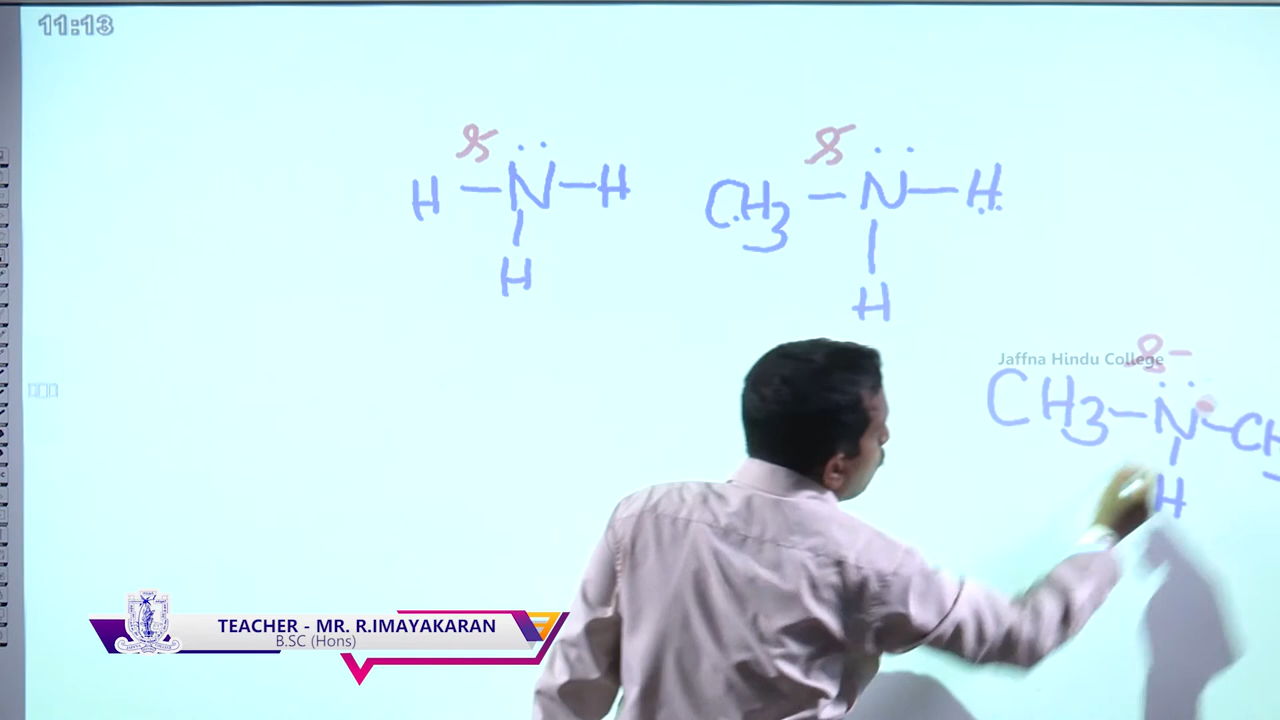 11:13
δ-
H - N̈ - H
H
δ-
CH3 - N̈ - H
H
Jaffna Hindu College
δ-
CH3 - N̈ - CH
H
TEACHER - MR. R.IMAYAKARAN
B.SC (Hons)